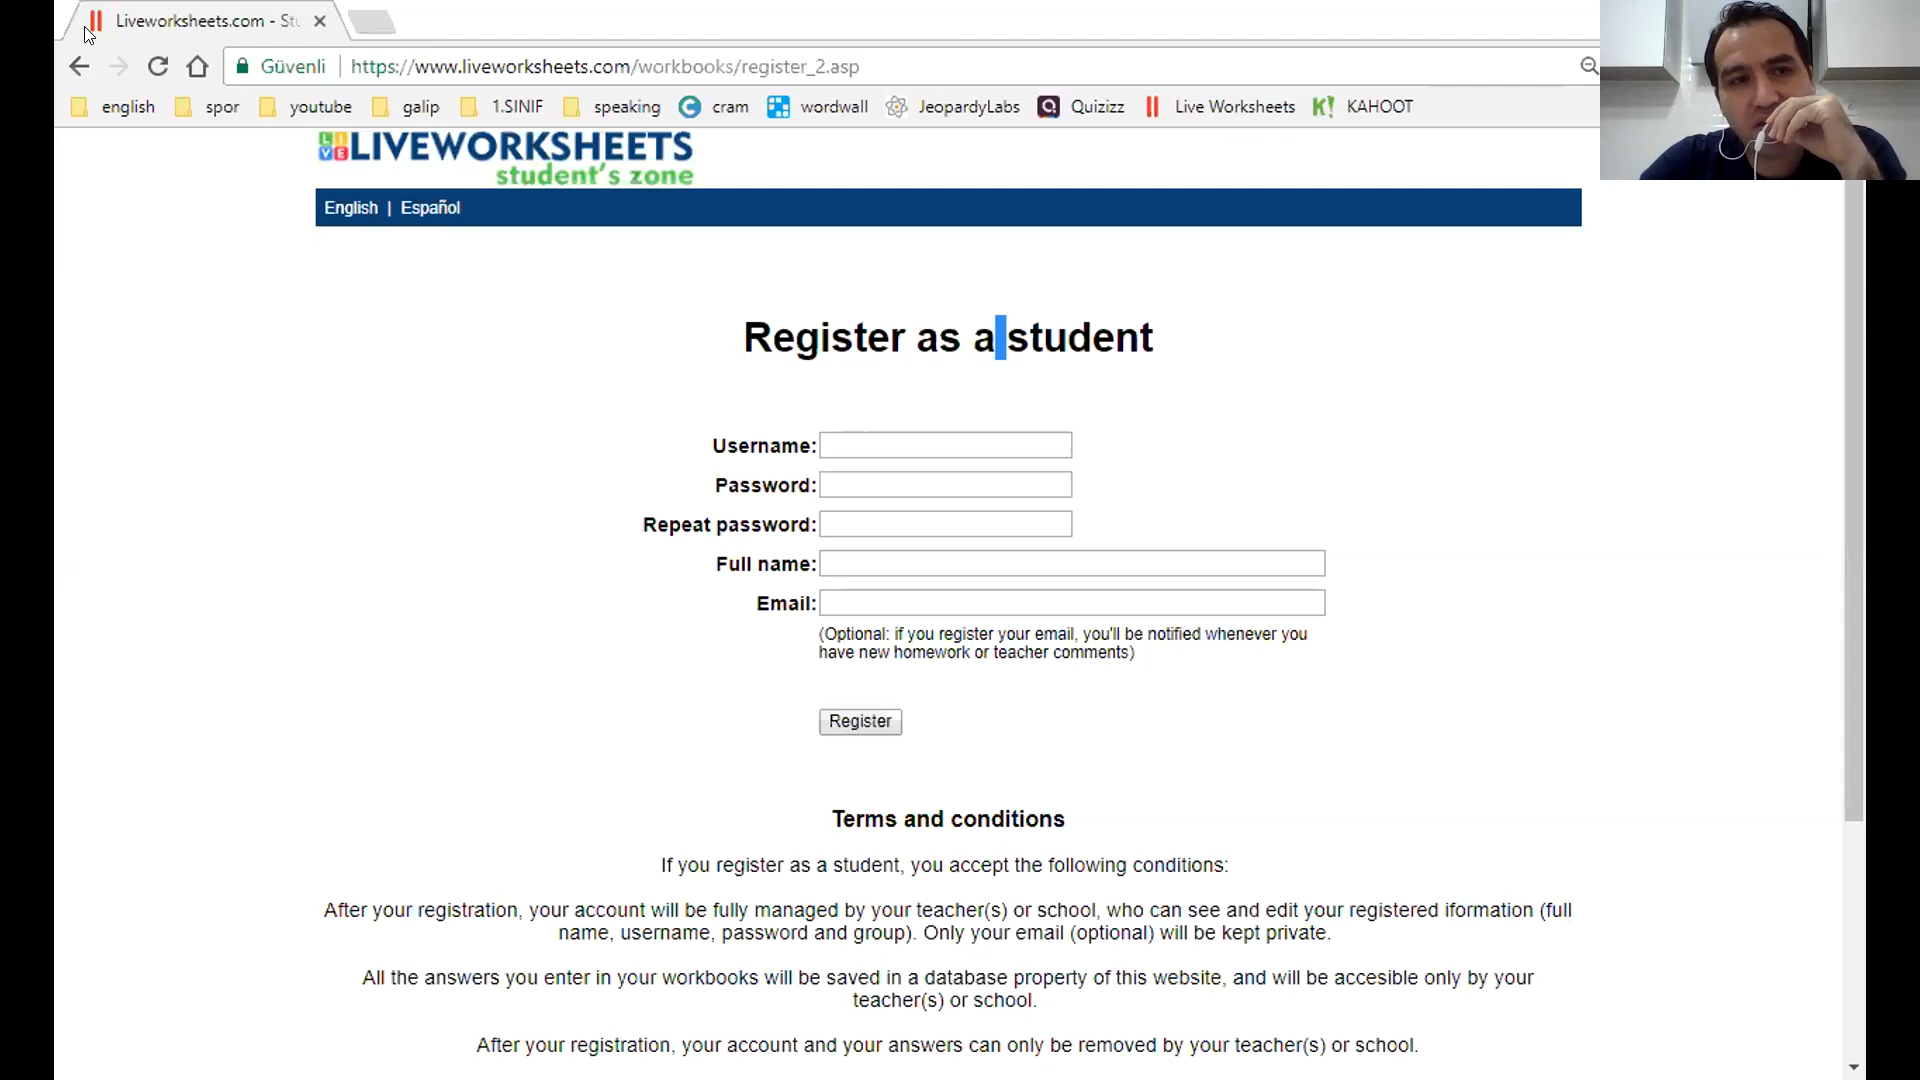 Liveworksheets.com - Stu
Güvenli https://www.liveworksheets.com/workbooks/register_2.asp
english spor youtube galip 1.SINIF speaking cram wordwall JeopardyLabs Quizizz Live Worksheets KAHOOT
LIVE LIVEWORKSHEETS
student's zone
English | Español
Register as a student
Username:
Password:
Repeat password:
Full name:
Email:
(Optional: if you register your email, you'll be notified whenever you
have new homework or teacher comments)
Register
Terms and conditions
If you register as a student, you accept the following conditions:
After your registration, your account will be fully managed by your teacher(s) or school, who can see and edit your registered iformation (full
name, username, password and group). Only your email (optional) will be kept private.
All the answers you enter in your workbooks will be saved in a database property of this website, and will be accesible only by your
teacher(s) or school.
After your registration, your account and your answers can only be removed by your teacher(s) or school.